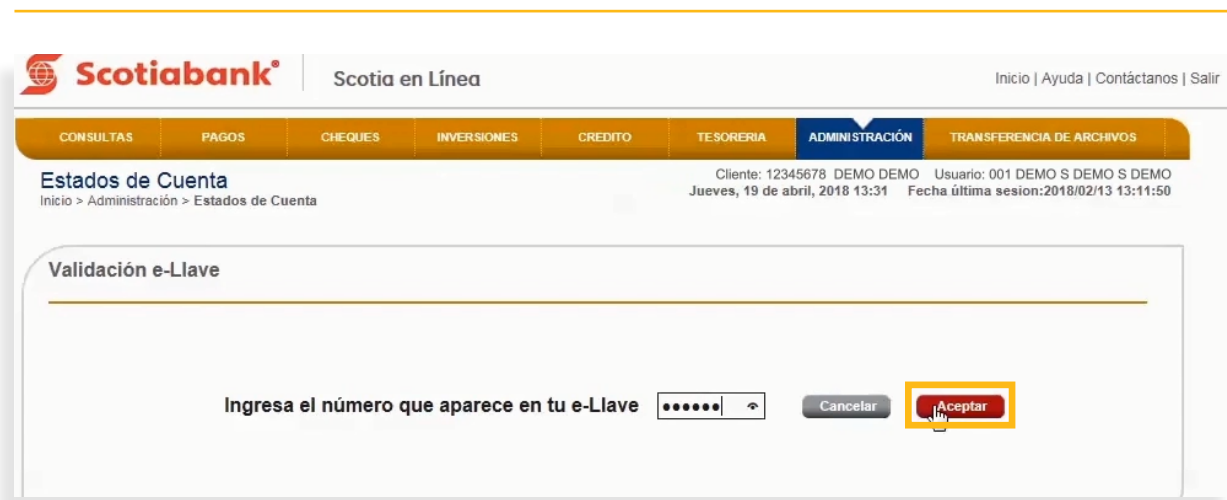 Scotiabank® Scotia en Línea Inicio | Ayuda | Contáctanos | Salir
CONSULTAS PAGOS CHEQUES INVERSIONES CREDITO TESORERIA ADMINISTRACIÓN TRANSFERENCIA DE ARCHIVOS
Estados de Cuenta Cliente: 12345678 DEMO DEMO Usuario: 001 DEMO S DEMO S DEMO
Inicio > Administración > Estados de Cuenta Jueves, 19 de abril, 2018 13:31 Fecha última sesion:2018/02/13 13:11:50
Validación e-Llave
Ingresa el número que aparece en tu e-Llave •••••• Cancelar Aceptar